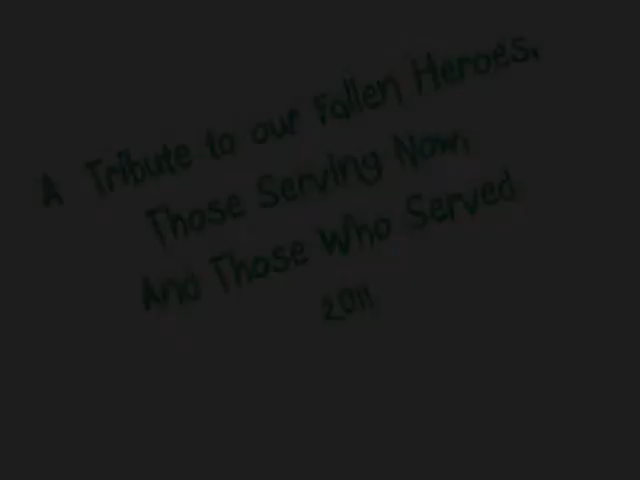 A Tribute to our Fallen Heroes,
Those Serving Now,
And Those Who Served
2011